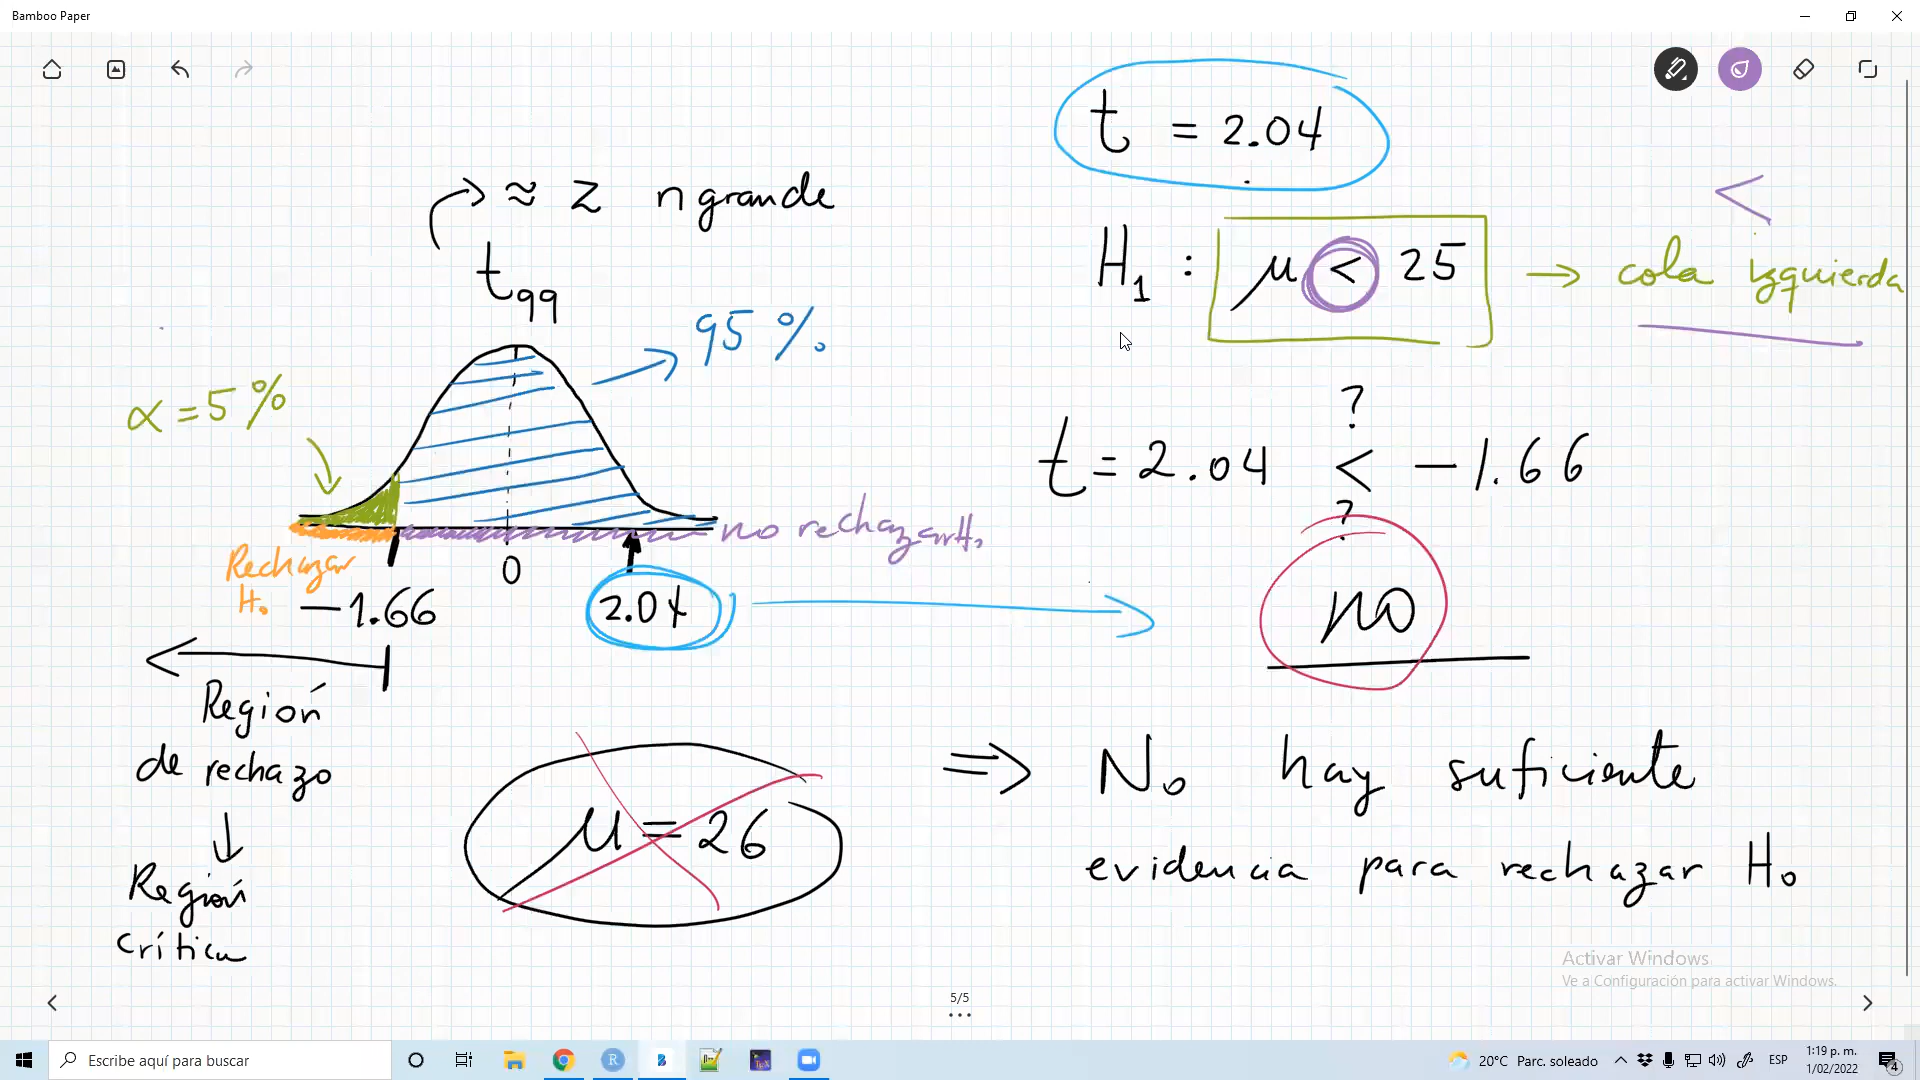 Bamboo Paper
t = 2.04
≈ z n grande
<
H₁ : μ < 25 → cola izquierda
t₉₉
95 %
α = 5 %
?
t = 2.04 < − 1.66
?
no rechazar H₀
Rechazar
H₀
0
−1.66
2.04
no
Región
de rechazo
Región
crítica
μ = 26
⇒ No hay suficiente
evidencia para rechazar H₀
Activar Windows
Ve a Configuración para activar Windows.
5/5
Escribe aquí para buscar
20°C Parc. soleado
ESP
1:19 p. m.
1/02/2022
4